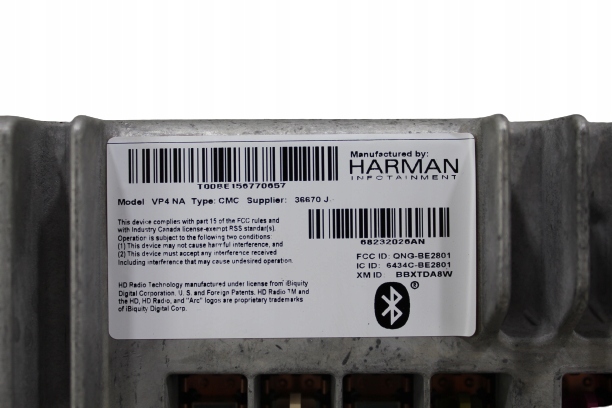 Manufactured by:
HARMAN
INFOTAINMENT
T00BE156770657
Model VP4 NA Type: CMC Supplier: 36670 J
68232026AN
This device complies with part 15 of the FCC rules and
with Industry Canada license-exempt RSS standar(s).
Operation is subject to the following two conditions:
(1) This device may not cause harmful interference, and
(2) This device must accept any interference received
Including interference that may cause undesired operation.
FCC ID: QNG-BE2801
IC ID: 6434C-BE2801
XM ID: BBXTDA8W
HD Radio Technology manufactured under license from iBiquity
Digital Corporation. U. S. and Foreign Patents. HD Radio TM and
the HD, HD Radio, and "Arc" logos are proprietary trademarks
of iBiquity Digital Corp.
®